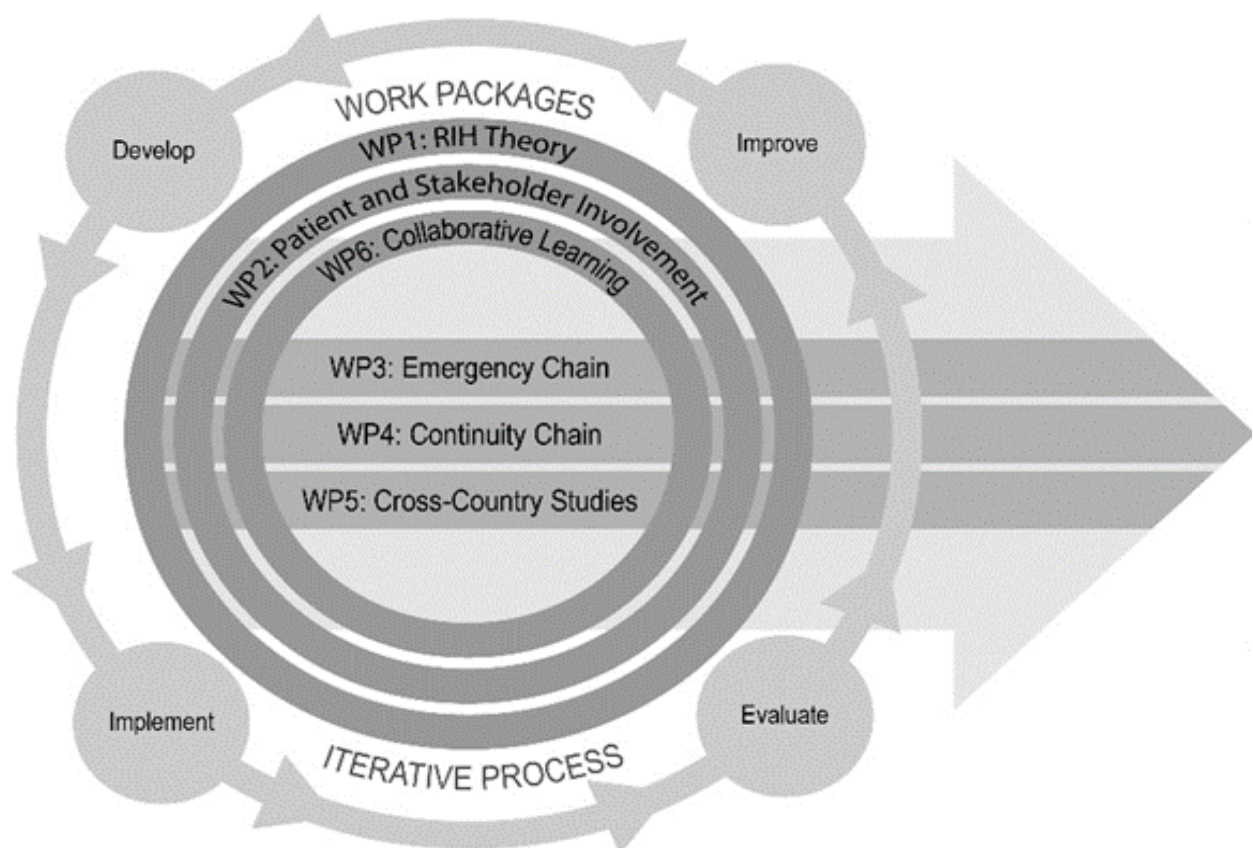 WORK PACKAGES
Develop
Improve
WP1: RIH Theory
WP2: Patient and Stakeholder Involvement
WP6: Collaborative Learning
WP3: Emergency Chain
WP4: Continuity Chain
WP5: Cross-Country Studies
Implement
Evaluate
ITERATIVE PROCESS